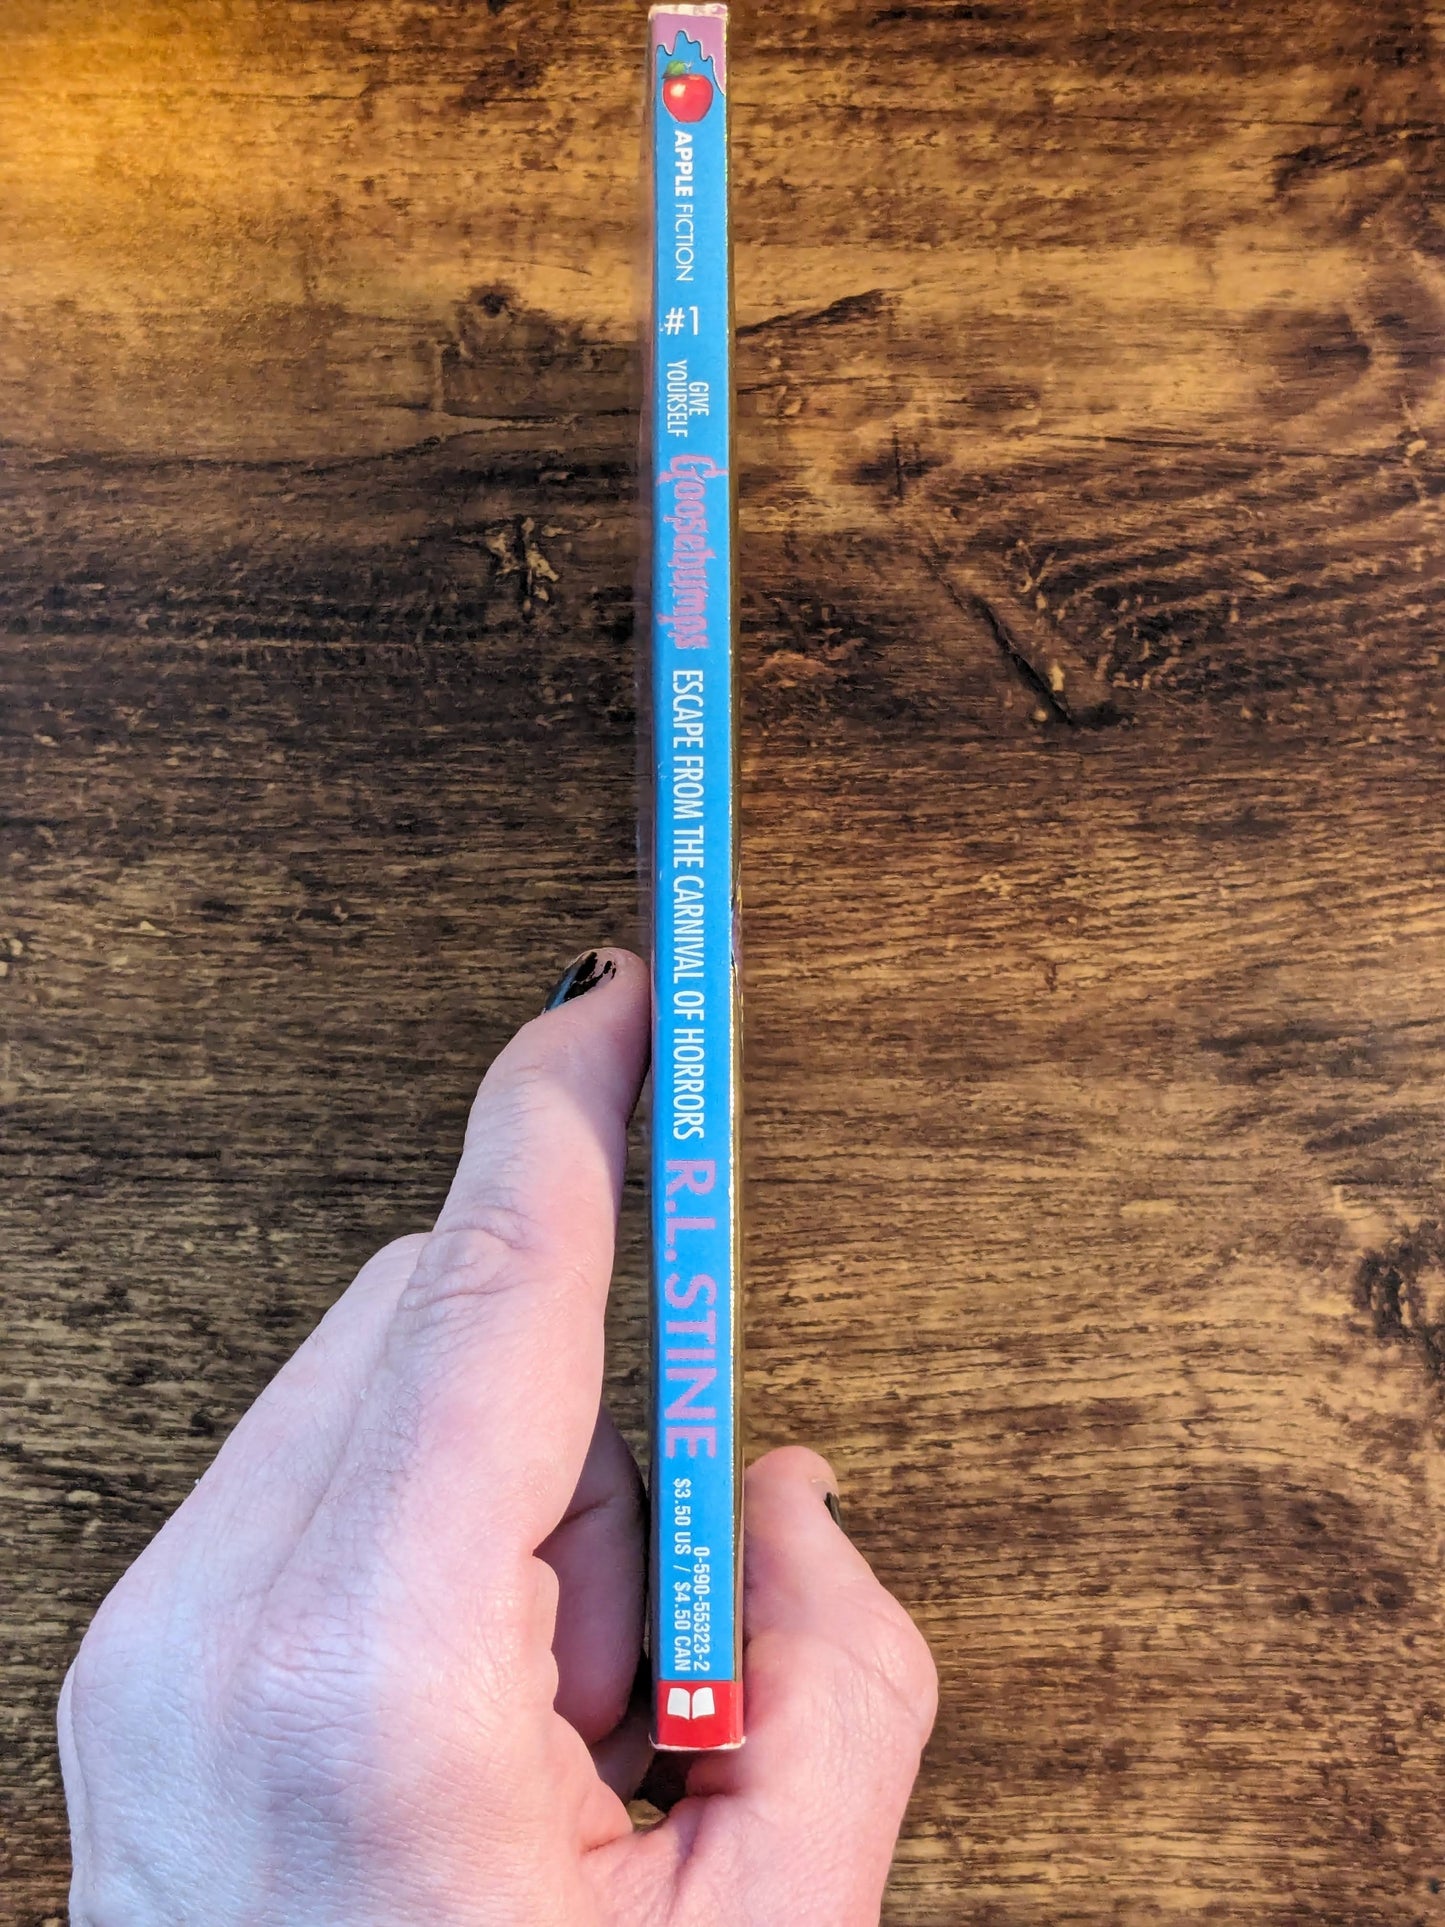 APPLE FICTION
#1
GIVE
YOURSELF
Goosebumps
ESCAPE FROM THE CARNIVAL OF HORRORS
R.L. STINE
0-590-55323-2
$3.50 US / $4.50 CAN